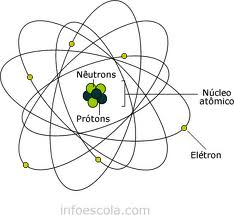 Nêutrons
Núcleo
atômico
Prótons
Elétron
infoescola.com